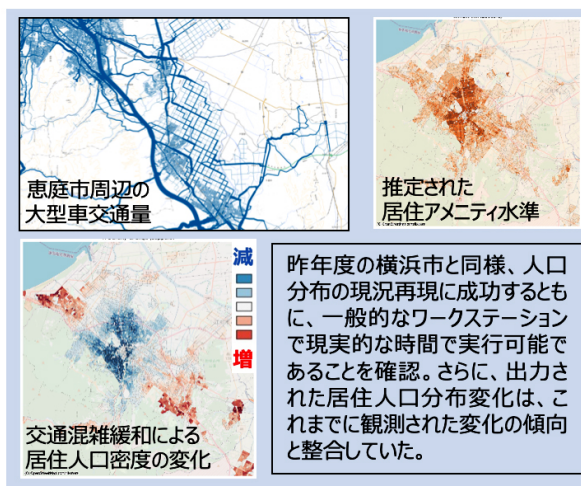 恵庭市周辺の
大型車交通量
推定された
居住アメニティ水準
減
増
交通混雑緩和による
居住人口密度の変化
昨年度の横浜市と同様、人口
分布の現況再現に成功するとも
に、一般的なワークステーション
で現実的な時間で実行可能で
あることを確認。さらに、出力さ
れた居住人口分布変化は、こ
れまでに観測された変化の傾向
と整合していた。